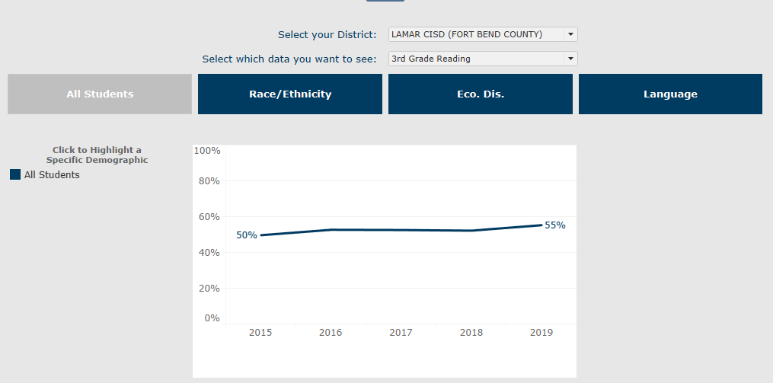 Select your District: LAMAR CISD (FORT BEND COUNTY)
Select which data you want to see: 3rd Grade Reading
All Students Race/Ethnicity Eco. Dis. Language
Click to Highlight a
Specific Demographic
All Students
100%
80%
60%
40%
20%
0%
50% 55%
2015 2016 2017 2018 2019